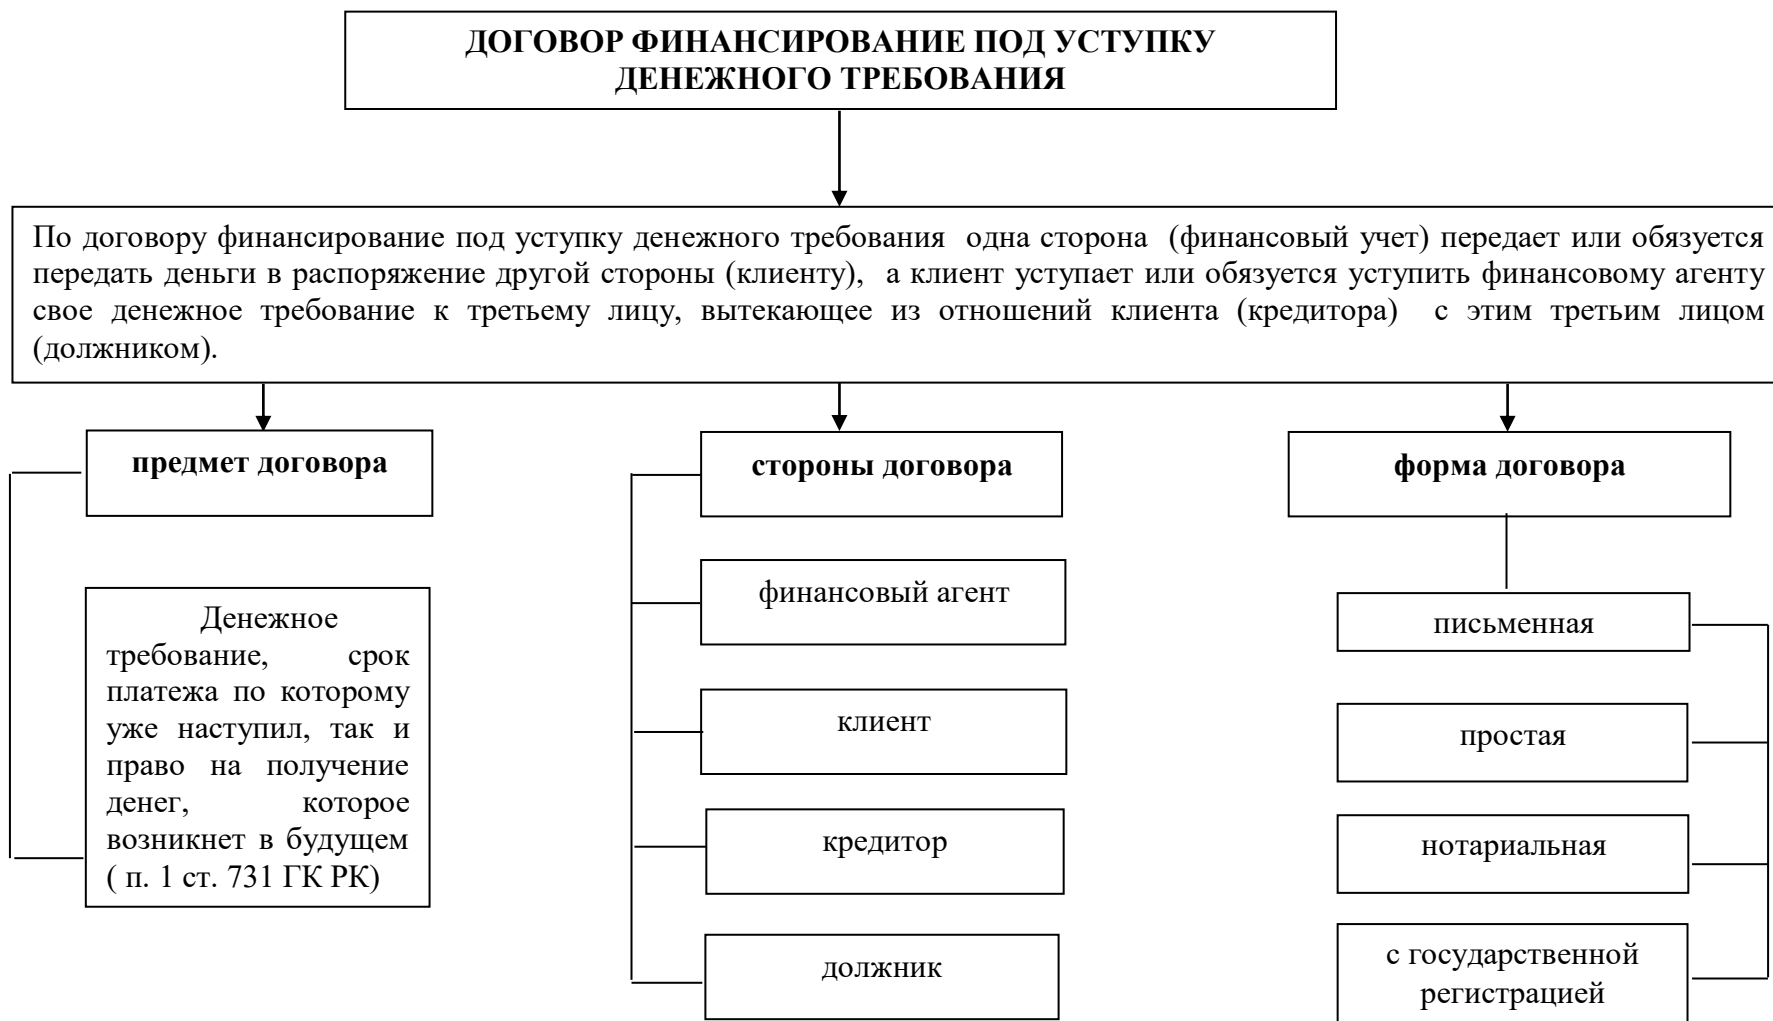 ДОГОВОР ФИНАНСИРОВАНИЕ ПОД УСТУПКУ
ДЕНЕЖНОГО ТРЕБОВАНИЯ
По договору финансирование под уступку денежного требования одна сторона (финансовый учет) передает или обязуется
передать деньги в распоряжение другой стороны (клиенту), а клиент уступает или обязуется уступить финансовому агенту
свое денежное требование к третьему лицу, вытекающее из отношений клиента (кредитора) с этим третьим лицом
(должником).
предмет договора
Денежное
требование, срок
платежа по которому
уже наступил, так и
право на получение
денег, которое
возникнет в будущем
( п. 1 ст. 731 ГК РК)
стороны договора
финансовый агент
клиент
кредитор
должник
форма договора
письменная
простая
нотариальная
с государственной
регистрацией